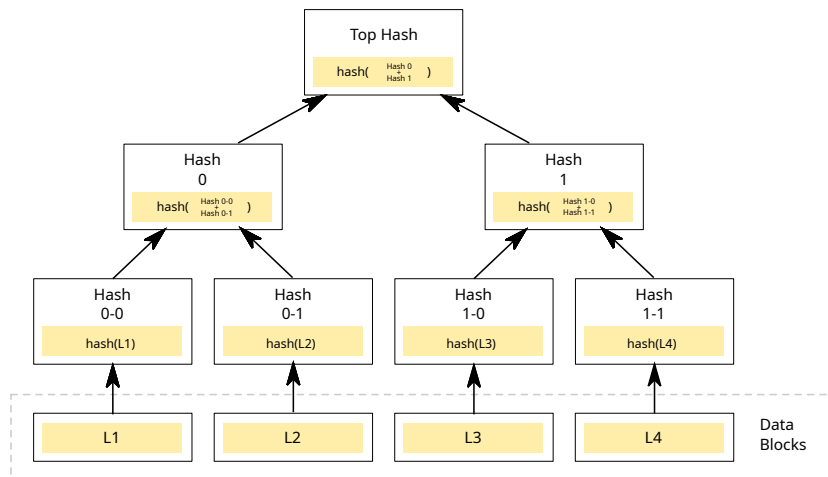 Top Hash
hash( Hash 0 + Hash 1 )
Hash
0
hash( Hash 0-0 + Hash 0-1 )
Hash
1
hash( Hash 1-0 + Hash 1-1 )
Hash
0-0
hash(L1)
Hash
0-1
hash(L2)
Hash
1-0
hash(L3)
Hash
1-1
hash(L4)
L1
L2
L3
L4
Data
Blocks